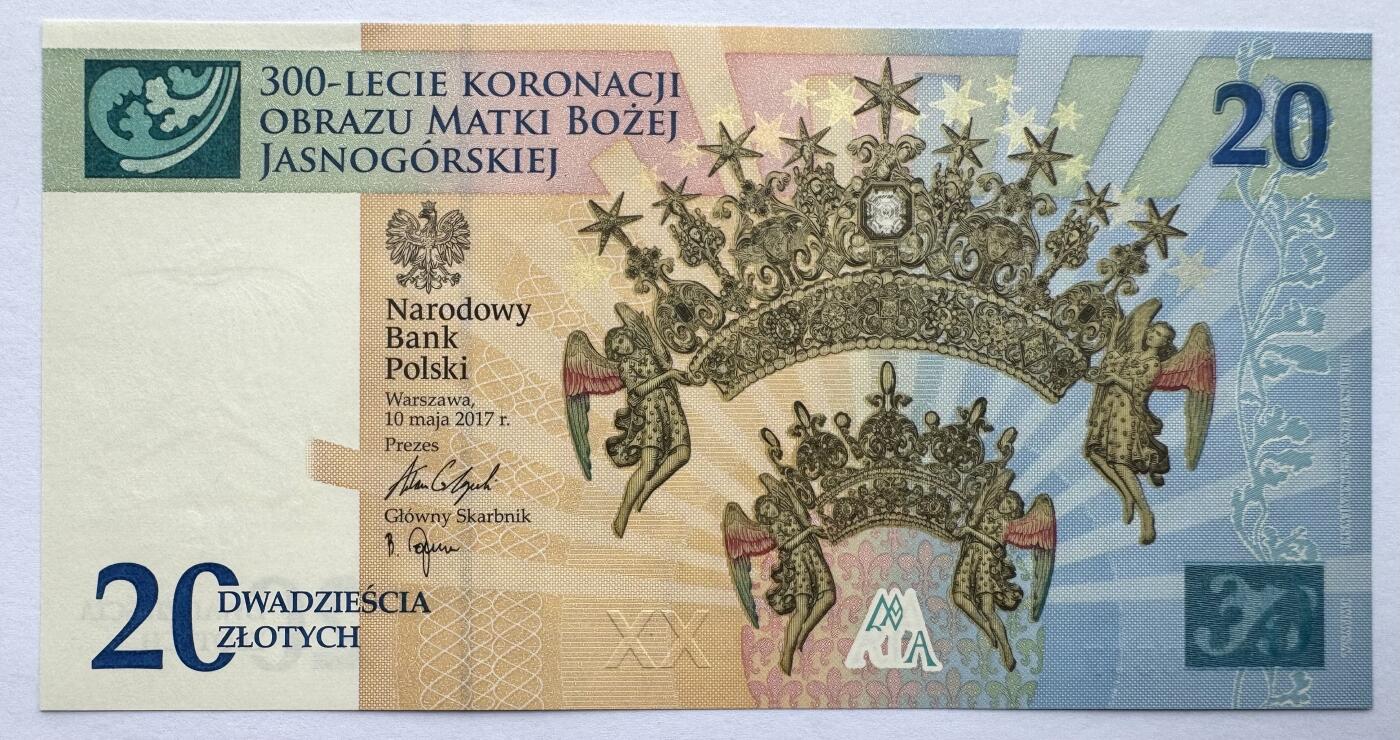 300-LECIE KORONACJI
OBRAZU MATKI BOŻEJ
JASNOGÓRSKIEJ
20
Narodowy
Bank
Polski
Warszawa,
10 maja 2017 r.
Prezes
Główny Skarbnik
20 DWADZIEŚCIA
ZŁOTYCH
XX